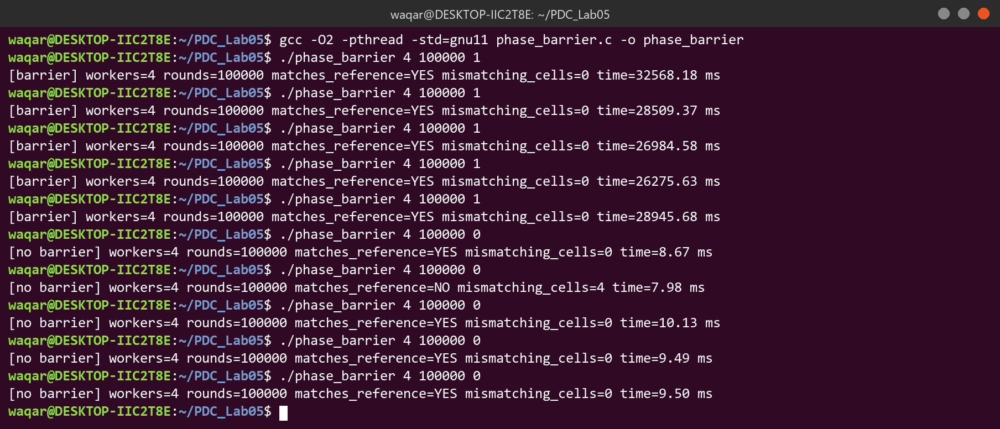 waqar@DESKTOP-IIC2T8E: ~/PDC_Lab05
waqar@DESKTOP-IIC2T8E:~/PDC_Lab05$ gcc -O2 -pthread -std=gnu11 phase_barrier.c -o phase_barrier
waqar@DESKTOP-IIC2T8E:~/PDC_Lab05$ ./phase_barrier 4 100000 1
[barrier] workers=4 rounds=100000 matches_reference=YES mismatching_cells=0 time=32568.18 ms
waqar@DESKTOP-IIC2T8E:~/PDC_Lab05$ ./phase_barrier 4 100000 1
[barrier] workers=4 rounds=100000 matches_reference=YES mismatching_cells=0 time=28509.37 ms
waqar@DESKTOP-IIC2T8E:~/PDC_Lab05$ ./phase_barrier 4 100000 1
[barrier] workers=4 rounds=100000 matches_reference=YES mismatching_cells=0 time=26984.58 ms
waqar@DESKTOP-IIC2T8E:~/PDC_Lab05$ ./phase_barrier 4 100000 1
[barrier] workers=4 rounds=100000 matches_reference=YES mismatching_cells=0 time=26275.63 ms
waqar@DESKTOP-IIC2T8E:~/PDC_Lab05$ ./phase_barrier 4 100000 1
[barrier] workers=4 rounds=100000 matches_reference=YES mismatching_cells=0 time=28945.68 ms
waqar@DESKTOP-IIC2T8E:~/PDC_Lab05$ ./phase_barrier 4 100000 0
[no barrier] workers=4 rounds=100000 matches_reference=YES mismatching_cells=0 time=8.67 ms
waqar@DESKTOP-IIC2T8E:~/PDC_Lab05$ ./phase_barrier 4 100000 0
[no barrier] workers=4 rounds=100000 matches_reference=NO mismatching_cells=4 time=7.98 ms
waqar@DESKTOP-IIC2T8E:~/PDC_Lab05$ ./phase_barrier 4 100000 0
[no barrier] workers=4 rounds=100000 matches_reference=YES mismatching_cells=0 time=10.13 ms
waqar@DESKTOP-IIC2T8E:~/PDC_Lab05$ ./phase_barrier 4 100000 0
[no barrier] workers=4 rounds=100000 matches_reference=YES mismatching_cells=0 time=9.49 ms
waqar@DESKTOP-IIC2T8E:~/PDC_Lab05$ ./phase_barrier 4 100000 0
[no barrier] workers=4 rounds=100000 matches_reference=YES mismatching_cells=0 time=9.50 ms
waqar@DESKTOP-IIC2T8E:~/PDC_Lab05$